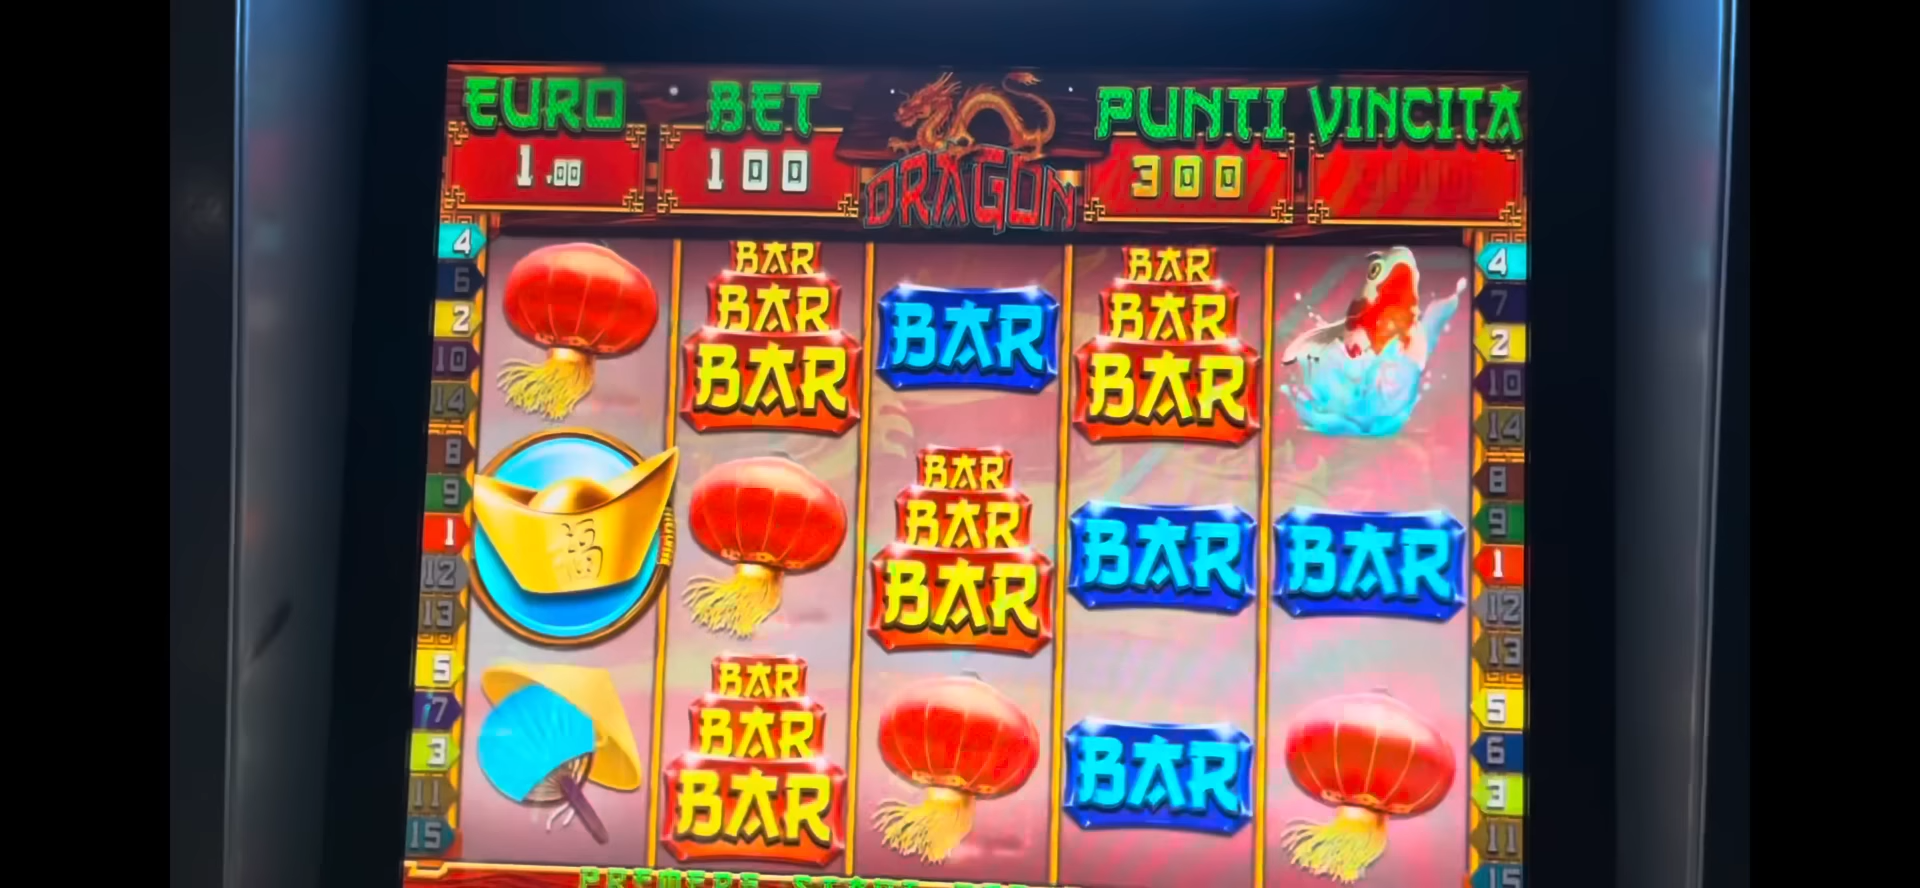 EURO BET PUNTI VINCITA
1.00 100 DRAGON 300
4 BAR BAR 4
6 BAR BAR BAR 7
2 BAR BAR 2
10 10
14 14
8 BAR 8
9 BAR BAR BAR 9
1 福 BAR 1
12 12
13 13
5 BAR 5
7 BAR BAR 6
3 BAR 3
11 11
15 15
PREMERE